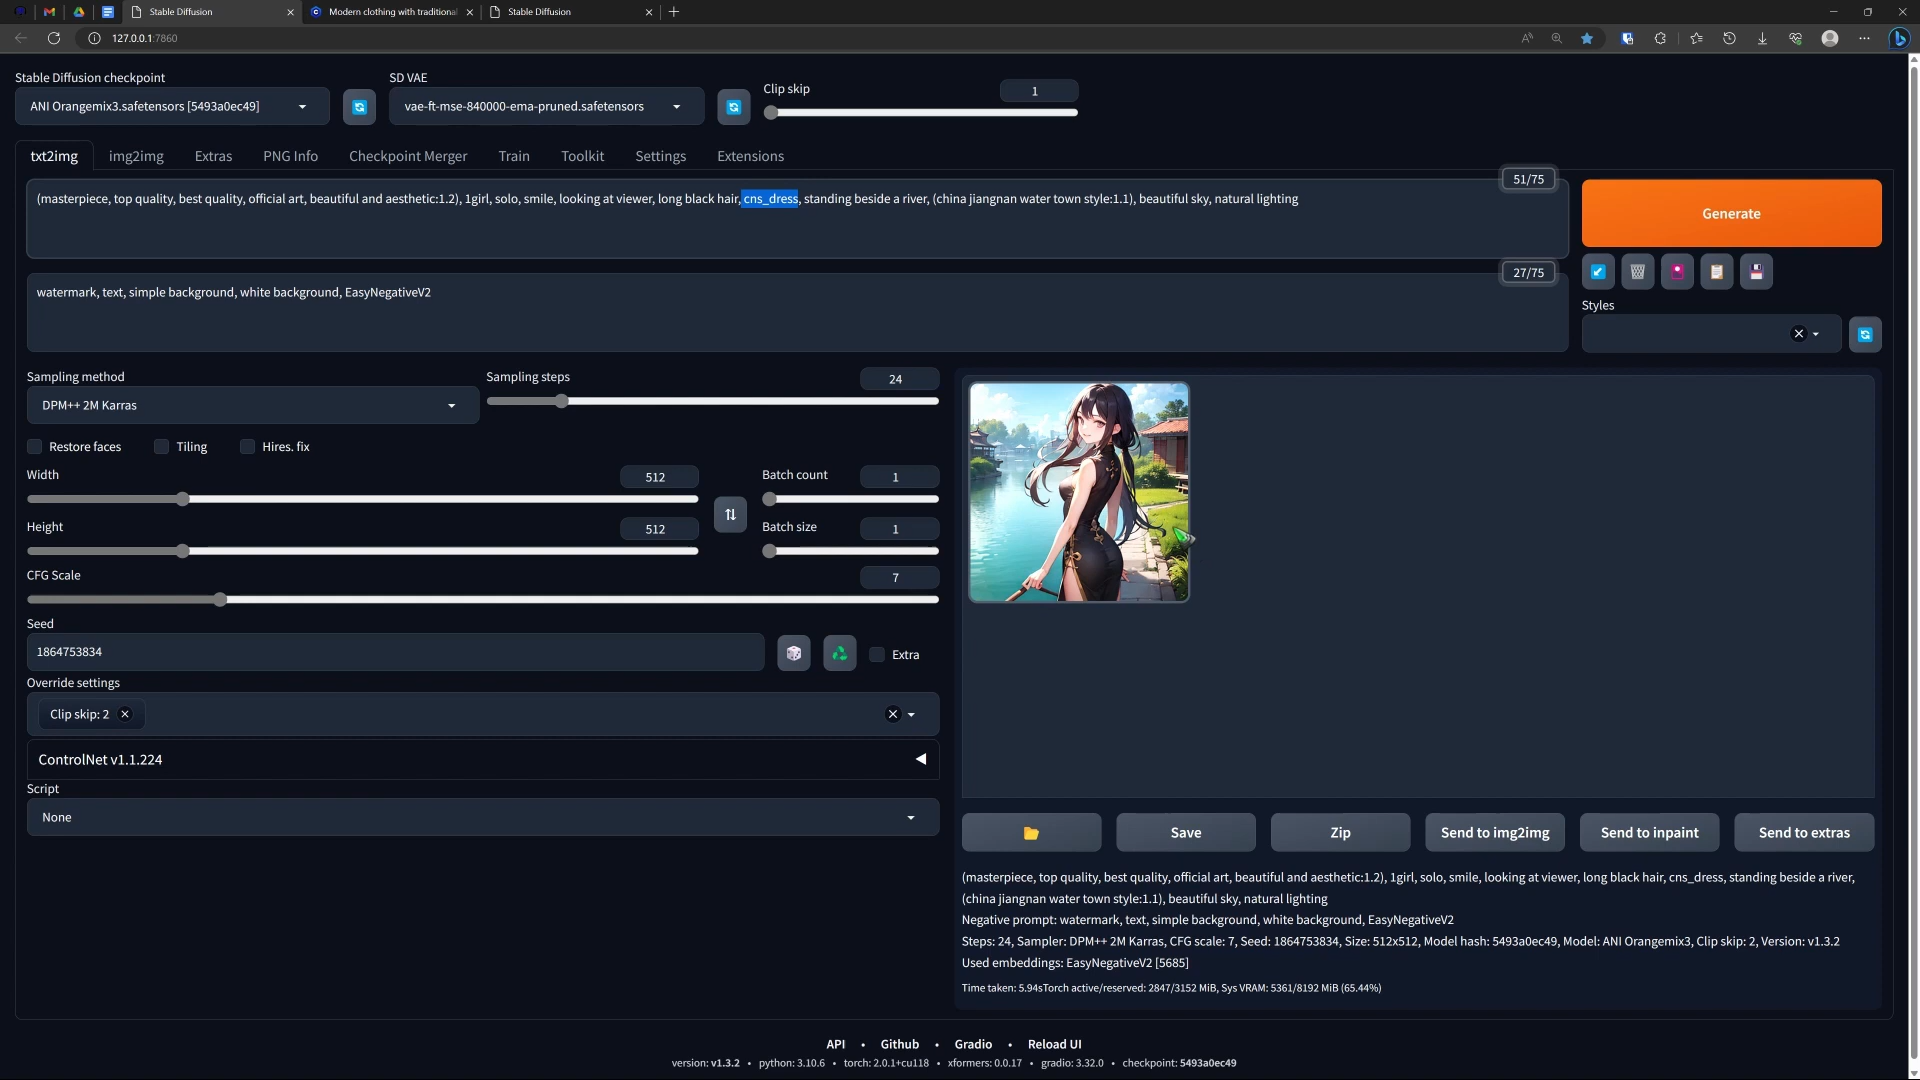 Stable Diffusion
Modern clothing with traditional
Stable Diffusion
127.0.0.1:7860
Stable Diffusion checkpoint
SD VAE
Clip skip
1
ANI Orangemix3.safetensors [5493a0ec49]
vae-ft-mse-840000-ema-pruned.safetensors
txt2img
img2img
Extras
PNG Info
Checkpoint Merger
Train
Toolkit
Settings
Extensions
51/75
(masterpiece, top quality, best quality, official art, beautiful and aesthetic:1.2), 1girl, solo, smile, looking at viewer, long black hair, cns_dress, standing beside a river, (china jiangnan water town style:1.1), beautiful sky, natural lighting
Generate
27/75
watermark, text, simple background, white background, EasyNegativeV2
Styles
Sampling method
Sampling steps
24
DPM++ 2M Karras
Restore faces
Tiling
Hires. fix
Width
512
Batch count
1
Height
512
Batch size
1
CFG Scale
7
Seed
1864753834
Extra
Override settings
Clip skip: 2
ControlNet v1.1.224
Script
None
Save
Zip
Send to img2img
Send to inpaint
Send to extras
(masterpiece, top quality, best quality, official art, beautiful and aesthetic:1.2), 1girl, solo, smile, looking at viewer, long black hair, cns_dress, standing beside a river,
(china jiangnan water town style:1.1), beautiful sky, natural lighting
Negative prompt: watermark, text, simple background, white background, EasyNegativeV2
Steps: 24, Sampler: DPM++ 2M Karras, CFG scale: 7, Seed: 1864753834, Size: 512x512, Model hash: 5493a0ec49, Model: ANI Orangemix3, Clip skip: 2, Version: v1.3.2
Used embeddings: EasyNegativeV2 [5685]
Time taken: 5.94sTorch active/reserved: 2847/3152 MiB, Sys VRAM: 5361/8192 MiB (65.44%)
API • Github • Gradio • Reload UI
version: v1.3.2 • python: 3.10.6 • torch: 2.0.1+cu118 • xformers: 0.0.17 • gradio: 3.32.0 • checkpoint: 5493a0ec49